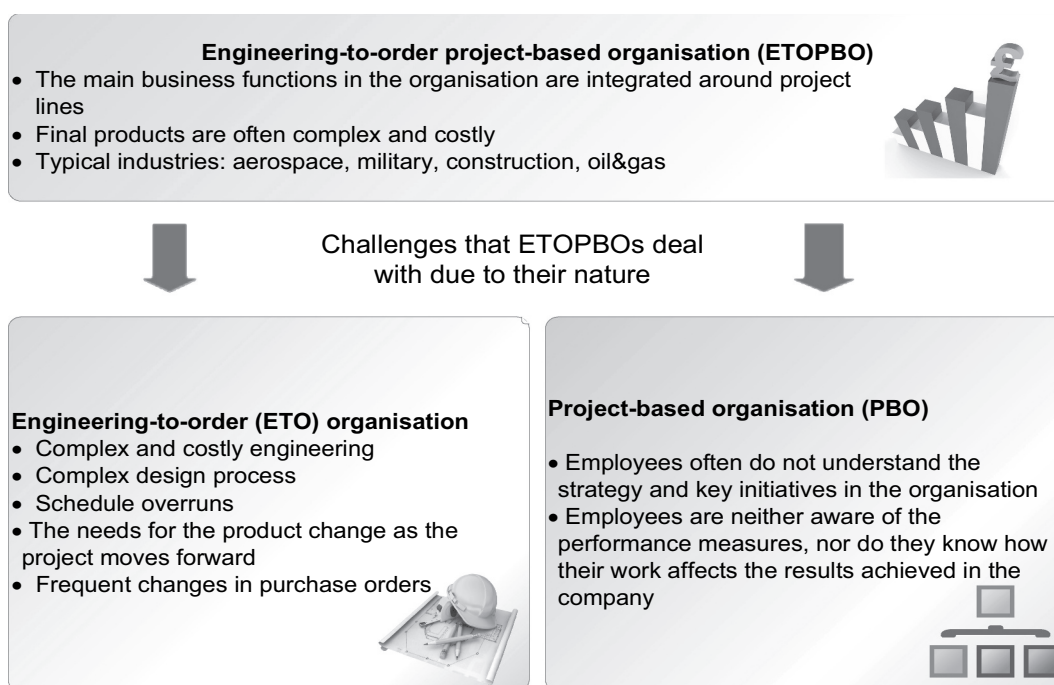 Engineering-to-order project-based organisation (ETOPBO)
• The main business functions in the organisation are integrated around project
lines
• Final products are often complex and costly
• Typical industries: aerospace, military, construction, oil&gas
£
Challenges that ETOPBOs deal
with due to their nature
Engineering-to-order (ETO) organisation
• Complex and costly engineering
• Complex design process
• Schedule overruns
• The needs for the product change as the
project moves forward
• Frequent changes in purchase orders
Project-based organisation (PBO)
• Employees often do not understand the
strategy and key initiatives in the organisation
• Employees are neither aware of the
performance measures, nor do they know how
their work affects the results achieved in the
company